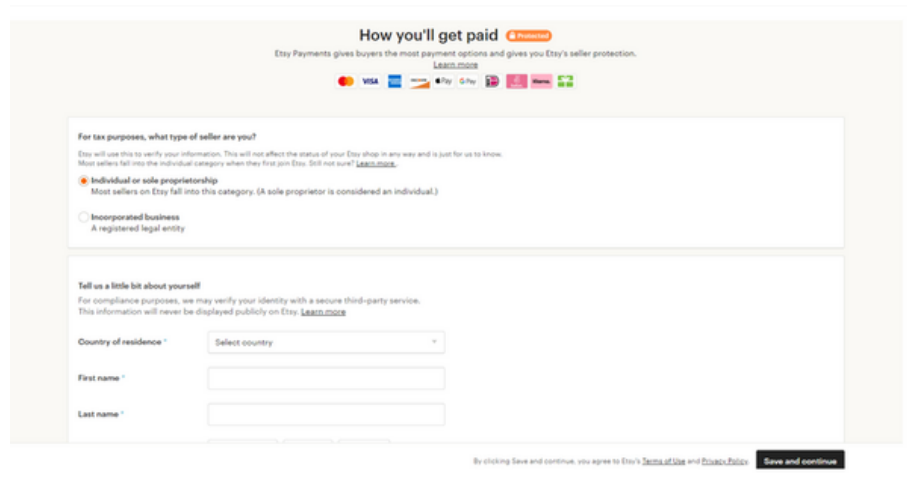 How you'll get paid Protected
Etsy Payments gives buyers the most payment options and gives you Etsy's seller protection.
Learn more
VISA Pay G Pay Klarna.
For tax purposes, what type of seller are you?
Etsy will use this to verify your information. This will not affect the status of your Etsy shop in any way and is just for us to know.
Most sellers fall into the individual category when they first join Etsy. Still not sure? Learn more.
Individual or sole proprietorship
Most sellers on Etsy fall into this category. (A sole proprietor is considered an individual.)
Incorporated business
A registered legal entity
Tell us a little bit about yourself
For compliance purposes, we may verify your identity with a secure third-party service.
This information will never be displayed publicly on Etsy. Learn more
Country of residence * Select country
First name *
Last name *
By clicking Save and continue, you agree to Etsy's Terms of Use and Privacy Policy. Save and continue